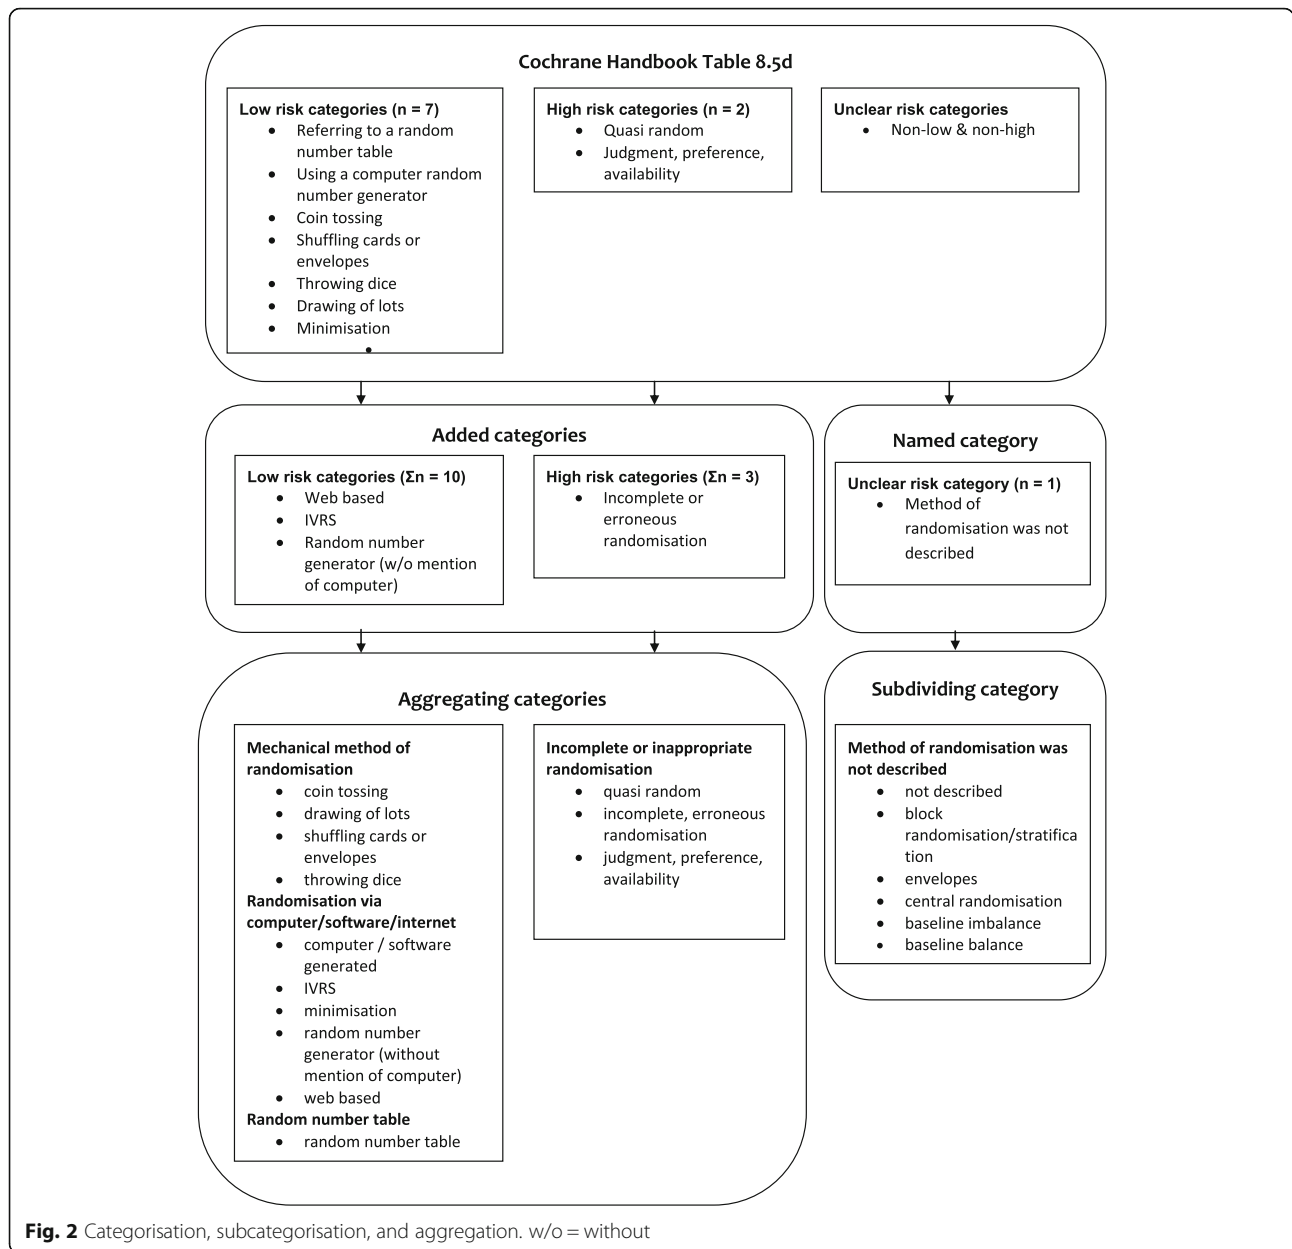 Cochrane Handbook Table 8.5d
Low risk categories (n = 7)
• Referring to a random
number table
• Using a computer random
number generator
• Coin tossing
• Shuffling cards or
envelopes
• Throwing dice
• Drawing of lots
• Minimisation
•
High risk categories (n = 2)
• Quasi random
• Judgment, preference,
availability
Unclear risk categories
• Non-low & non-high
Added categories
Low risk categories (Σn = 10)
• Web based
• IVRS
• Random number
generator (w/o mention
of computer)
High risk categories (Σn = 3)
• Incomplete or
erroneous
randomisation
Named category
Unclear risk category (n = 1)
• Method of
randomisation was not
described
Aggregating categories
Mechanical method of
randomisation
• coin tossing
• drawing of lots
• shuffling cards or
envelopes
• throwing dice
Randomisation via
computer/software/internet
• computer / software
generated
• IVRS
• minimisation
• random number
generator (without
mention of computer)
• web based
Random number table
• random number table
Incomplete or inappropriate
randomisation
• quasi random
• incomplete, erroneous
randomisation
• judgment, preference,
availability
Subdividing category
Method of randomisation was
not described
• not described
• block
randomisation/stratifica
tion
• envelopes
• central randomisation
• baseline imbalance
• baseline balance
Fig. 2 Categorisation, subcategorisation, and aggregation. w/o = without